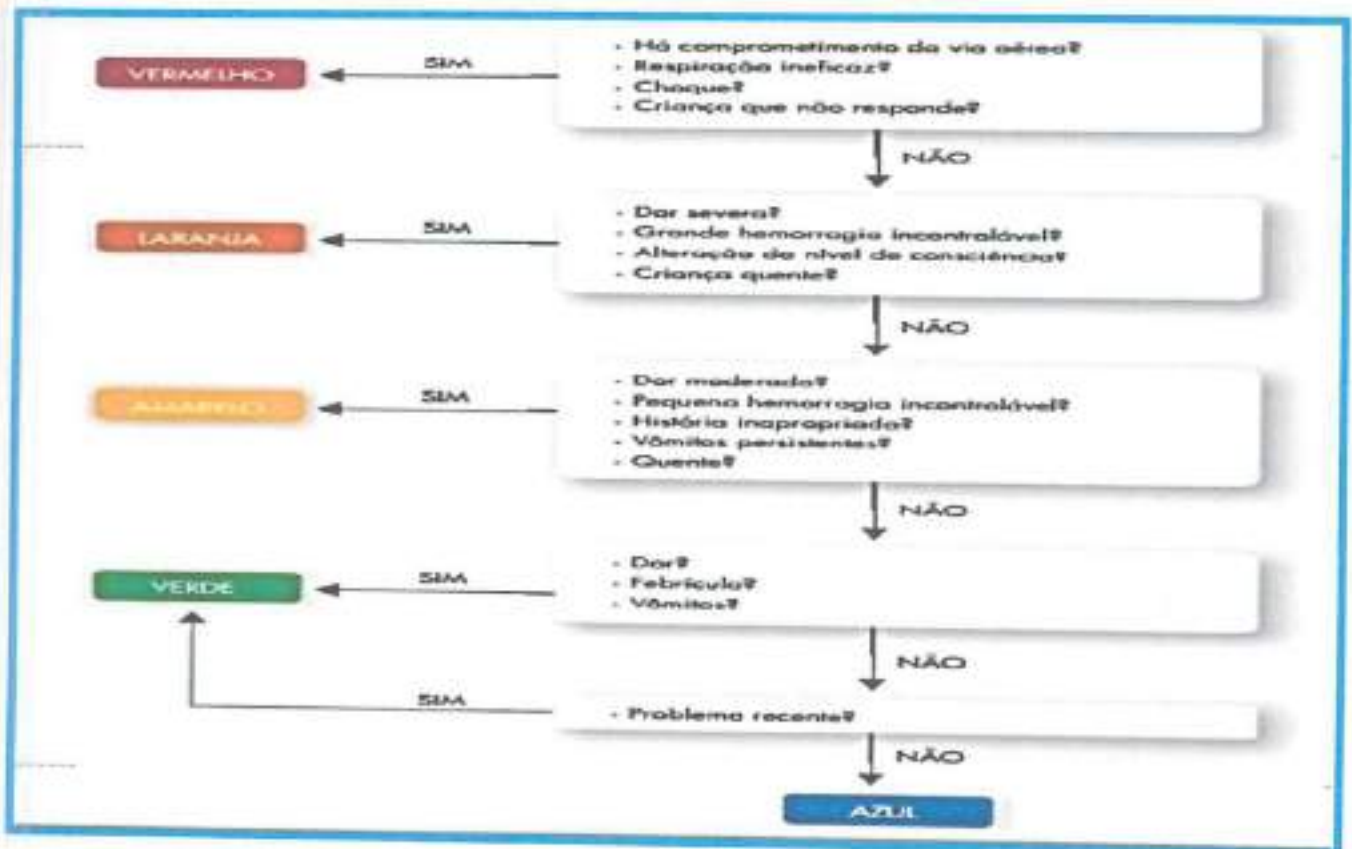 - Há comprometimento da via aérea?
SIM
VERMELHO
- Respiração ineficaz?
- Choque?
- Criança que não responde?
NÃO
- Dor severa?
SIM
LARANJA
- Grande hemorragia incontrolável?
- Alteração do nível de consciência?
- Criança quente?
NÃO
- Dor moderada?
SIM
AMARELO
- Pequena hemorragia incontrolável?
- História inapropriada?
- Vômitos persistentes?
- Quente?
NÃO
- Dor?
SIM
VERDE
- Febrícula?
- Vômitos?
NÃO
SIM
- Problema recente?
NÃO
AZUL